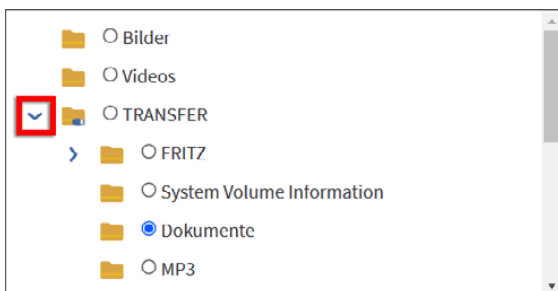 Bilder
Videos
TRANSFER
FRITZ
System Volume Information
Dokumente
MP3